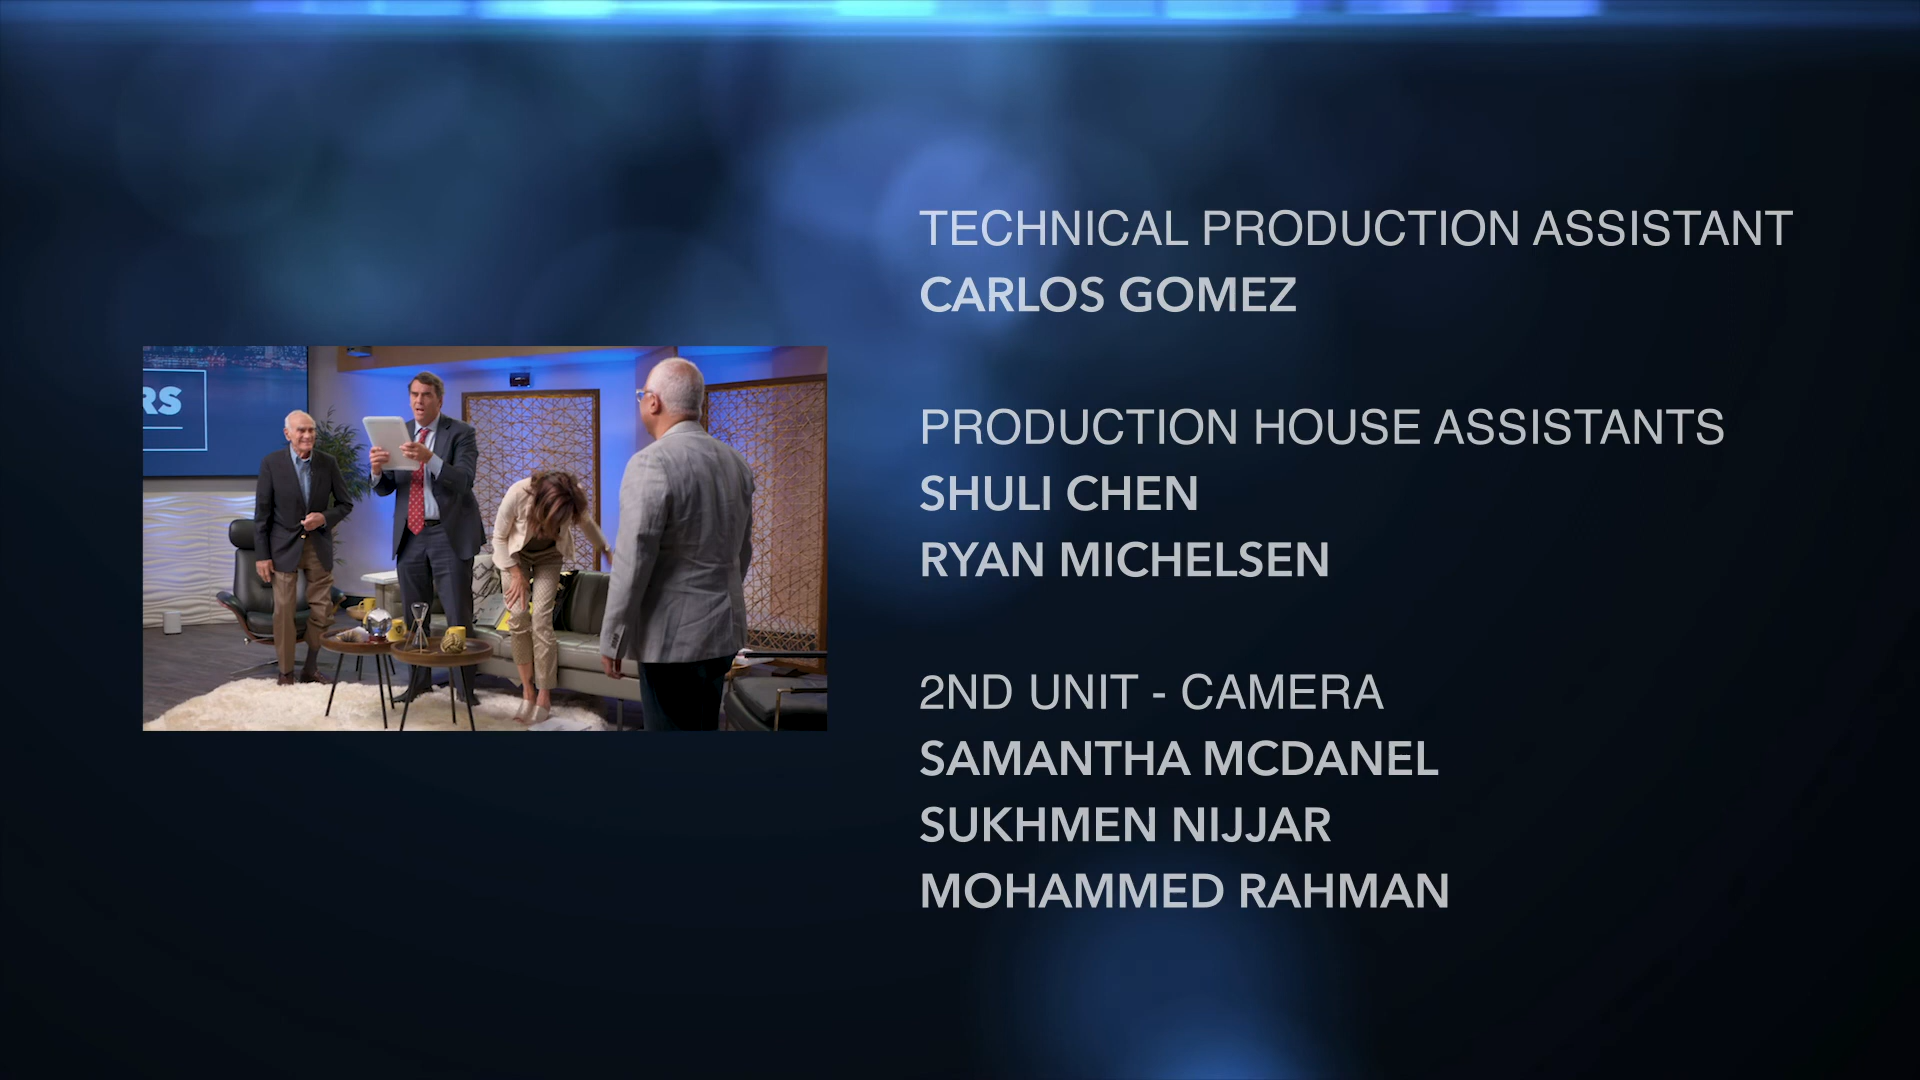 RS
TECHNICAL PRODUCTION ASSISTANT
CARLOS GOMEZ
PRODUCTION HOUSE ASSISTANTS
SHULI CHEN
RYAN MICHELSEN
2ND UNIT - CAMERA
SAMANTHA MCDANEL
SUKHMEN NIJJAR
MOHAMMED RAHMAN